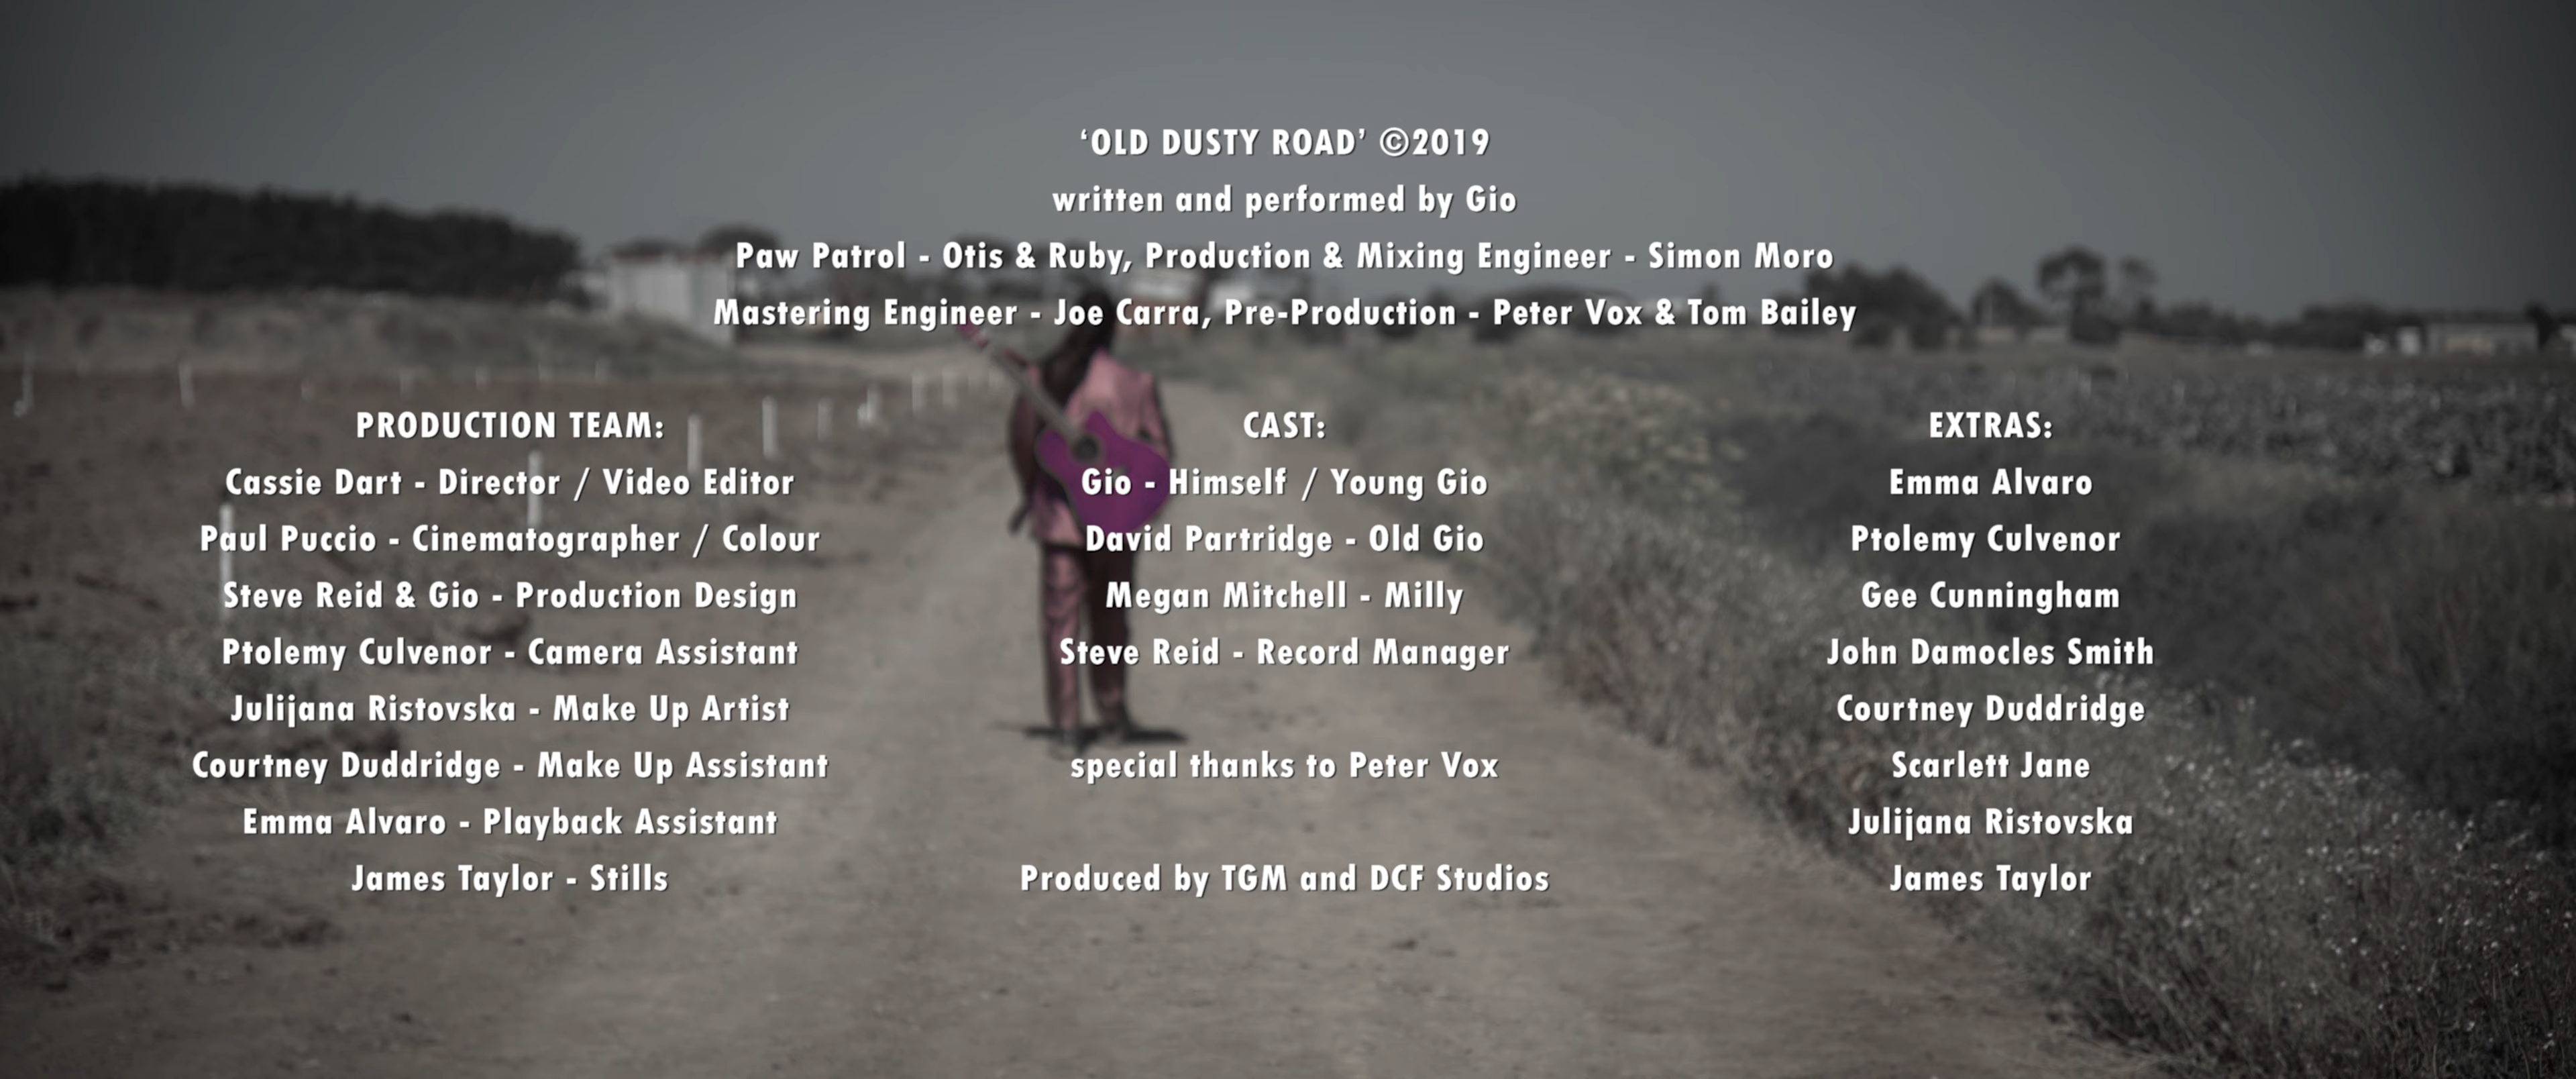 ‘OLD DUSTY ROAD’ ©2019
written and performed by Gio
Paw Patrol - Otis & Ruby, Production & Mixing Engineer - Simon Moro
Mastering Engineer - Joe Carra, Pre-Production - Peter Vox & Tom Bailey
PRODUCTION TEAM:
Cassie Dart - Director / Video Editor
Paul Puccio - Cinematographer / Colour
Steve Reid & Gio - Production Design
Ptolemy Culvenor - Camera Assistant
Julijana Ristovska - Make Up Artist
Courtney Duddridge - Make Up Assistant
Emma Alvaro - Playback Assistant
James Taylor - Stills
CAST:
Gio - Himself / Young Gio
David Partridge - Old Gio
Megan Mitchell - Milly
Steve Reid - Record Manager
special thanks to Peter Vox
Produced by TGM and DCF Studios
EXTRAS:
Emma Alvaro
Ptolemy Culvenor
Gee Cunningham
John Damocles Smith
Courtney Duddridge
Scarlett Jane
Julijana Ristovska
James Taylor